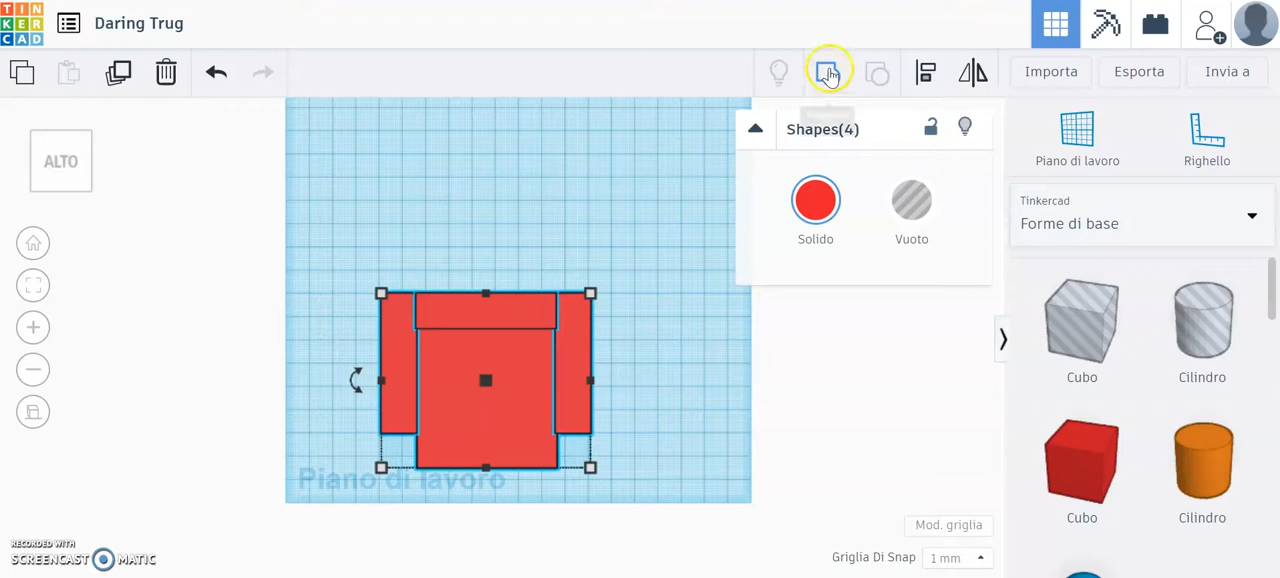 TIN
KER
CAD
Daring Trug
Importa
Esporta
Invia a
ALTO
Shapes(4)
Solido
Vuoto
Piano di lavoro
Righello
Tinkercad
Forme di base
Cubo
Cilindro
Cubo
Cilindro
Piano di lavoro
Mod. griglia
Griglia Di Snap
1 mm
RECORDED WITH
SCREENCAST MATIC